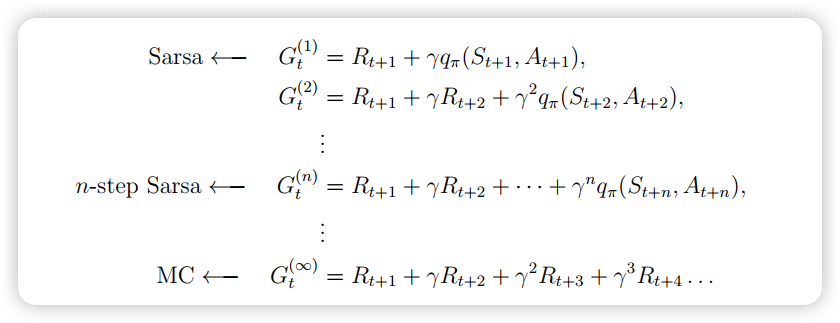 Sarsa ⟵ G_t^{(1)} = R_{t+1} + γq_π(S_{t+1}, A_{t+1}),
G_t^{(2)} = R_{t+1} + γR_{t+2} + γ^2 q_π(S_{t+2}, A_{t+2}),
⋮
n-step Sarsa ⟵ G_t^{(n)} = R_{t+1} + γR_{t+2} + ⋯ + γ^n q_π(S_{t+n}, A_{t+n}),
⋮
MC ⟵ G_t^{(∞)} = R_{t+1} + γR_{t+2} + γ^2 R_{t+3} + γ^3 R_{t+4} …